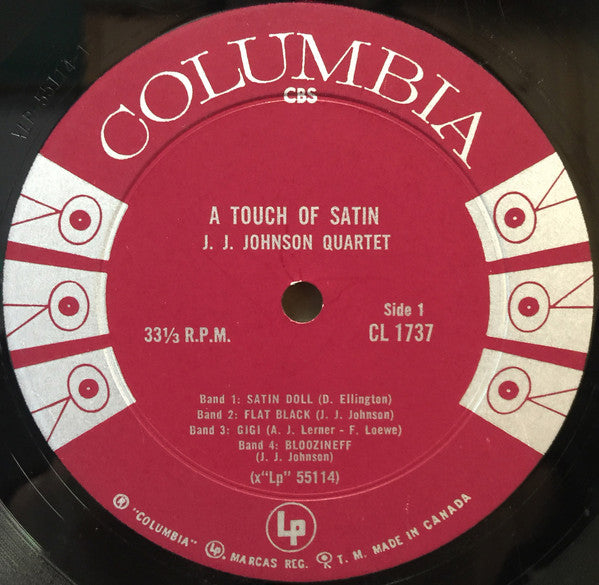 COLUMBIA
CBS
A TOUCH OF SATIN
J. J. JOHNSON QUARTET
Side 1
33⅓ R.P.M.
CL 1737
Band 1: SATIN DOLL (D. Ellington)
Band 2: FLAT BLACK (J. J. Johnson)
Band 3: GIGI (A. J. Lerner - F. Loewe)
Band 4: BLOOZINEFF
(J. J. Johnson)
(x"Lp" 55114)
Lp
® "COLUMBIA" Lp. MARCAS REG. T. M. MADE IN CANADA